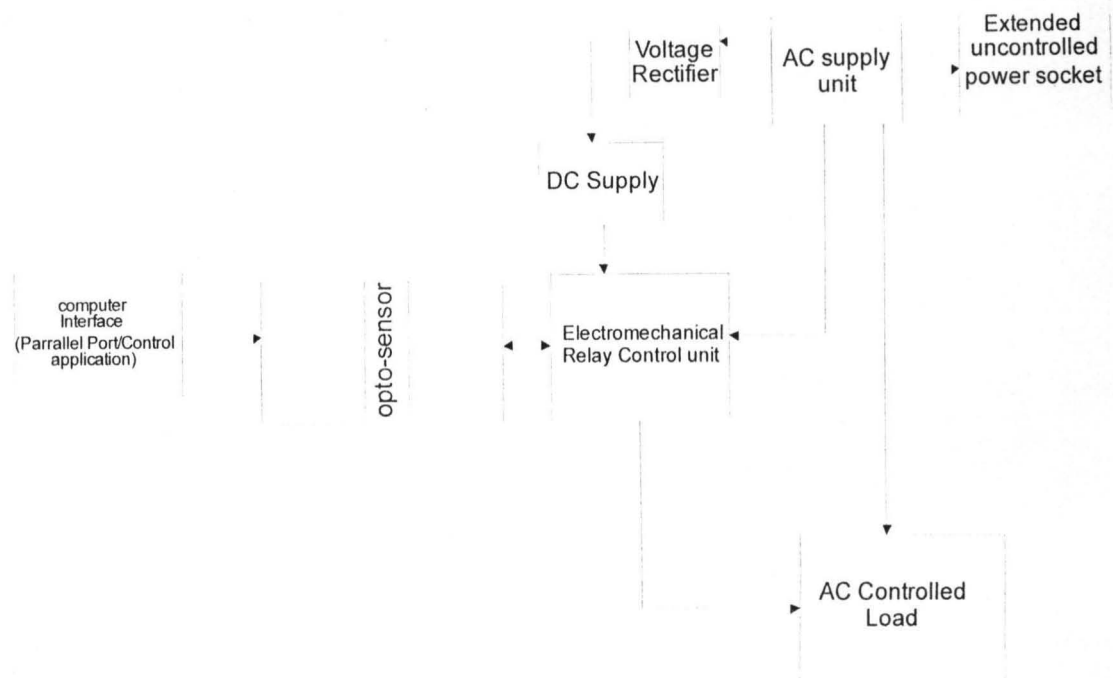 Voltage
Rectifier
AC supply
unit
Extended
uncontrolled
power socket
DC Supply
computer
Interface
(Parrallel Port/Control
application)
opto-sensor
Electromechanical
Relay Control unit
AC Controlled
Load